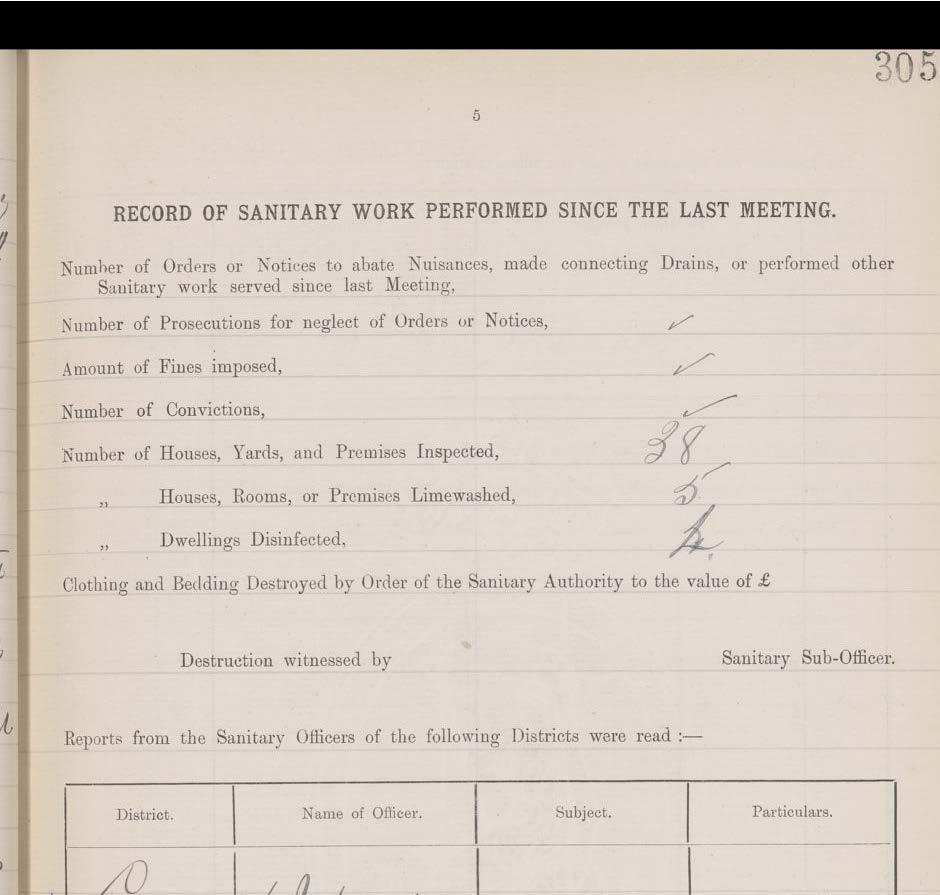 305
5
RECORD OF SANITARY WORK PERFORMED SINCE THE LAST MEETING.
Number of Orders or Notices to abate Nuisances, made connecting Drains, or performed other
Sanitary work served since last Meeting,
Number of Prosecutions for neglect of Orders or Notices, ✓
Amount of Fines imposed, ✓
Number of Convictions, ✓
Number of Houses, Yards, and Premises Inspected, 38
„ Houses, Rooms, or Premises Limewashed, 5
„ Dwellings Disinfected,
Clothing and Bedding Destroyed by Order of the Sanitary Authority to the value of £
Destruction witnessed by Sanitary Sub-Officer.
Reports from the Sanitary Officers of the following Districts were read :—
District. Name of Officer. Subject. Particulars.